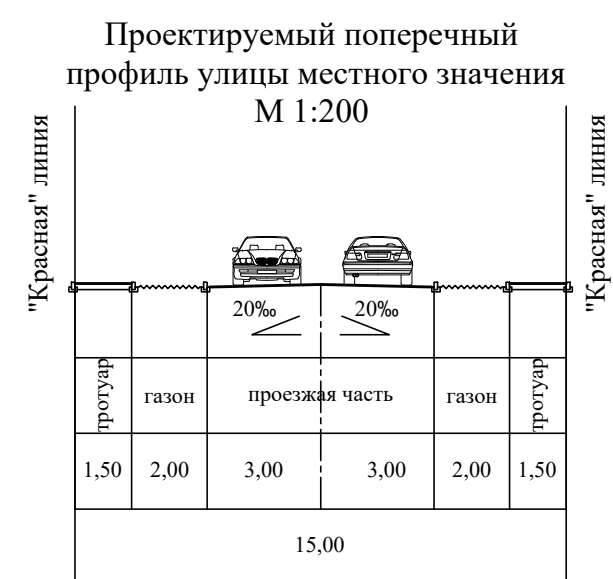 Проектируемый поперечный
профиль улицы местного значения
М 1:200
"Красная" линия
"Красная" линия
20‰ 20‰
тротуар газон проезжая часть газон тротуар
1,50 2,00 3,00 3,00 2,00 1,50
15,00